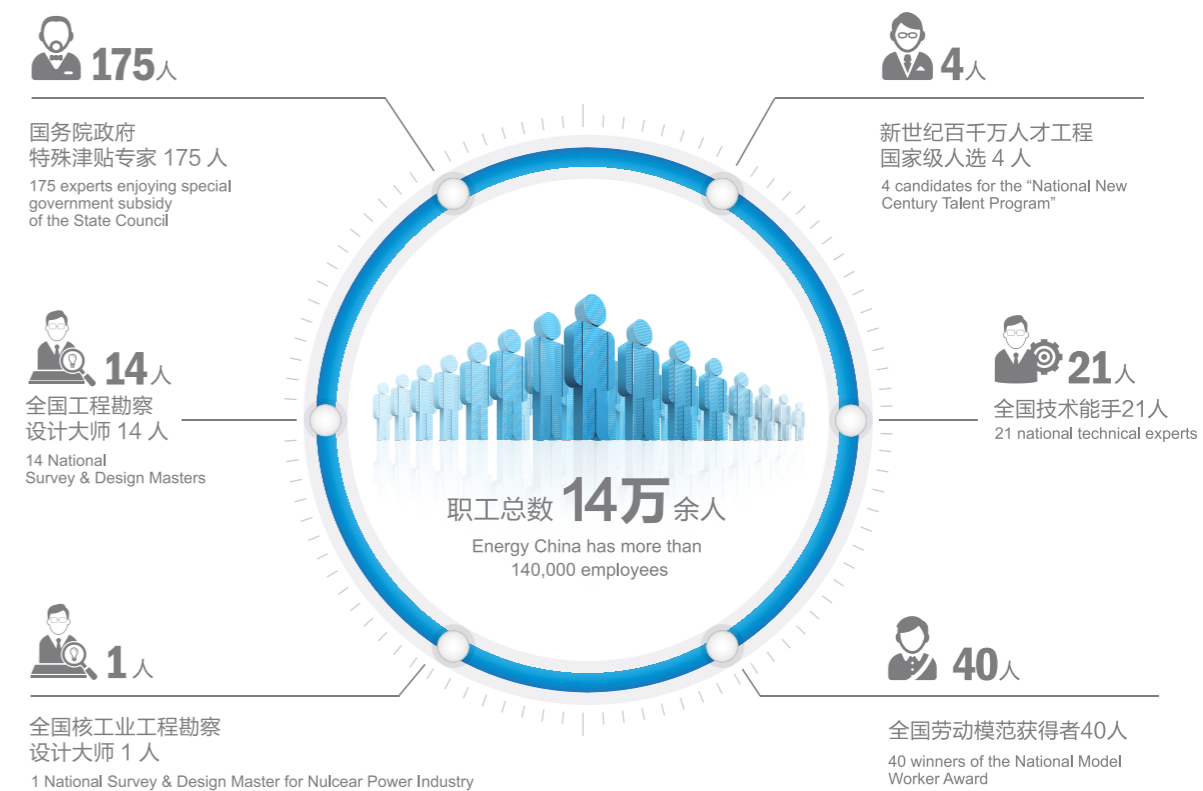 175人
国务院政府
特殊津贴专家 175 人
175 experts enjoying special
government subsidy
of the State Council
4人
新世纪百千万人才工程
国家级人选 4 人
4 candidates for the “National New
Century Talent Program”
14人
全国工程勘察
设计大师 14 人
14 National
Survey & Design Masters
21人
全国技术能手21人
21 national technical experts
职工总数 14万 余人
Energy China has more than
140,000 employees
1人
全国核工业工程勘察
设计大师 1 人
1 National Survey & Design Master for Nulcear Power Industry
40人
全国劳动模范获得者40人
40 winners of the National Model
Worker Award